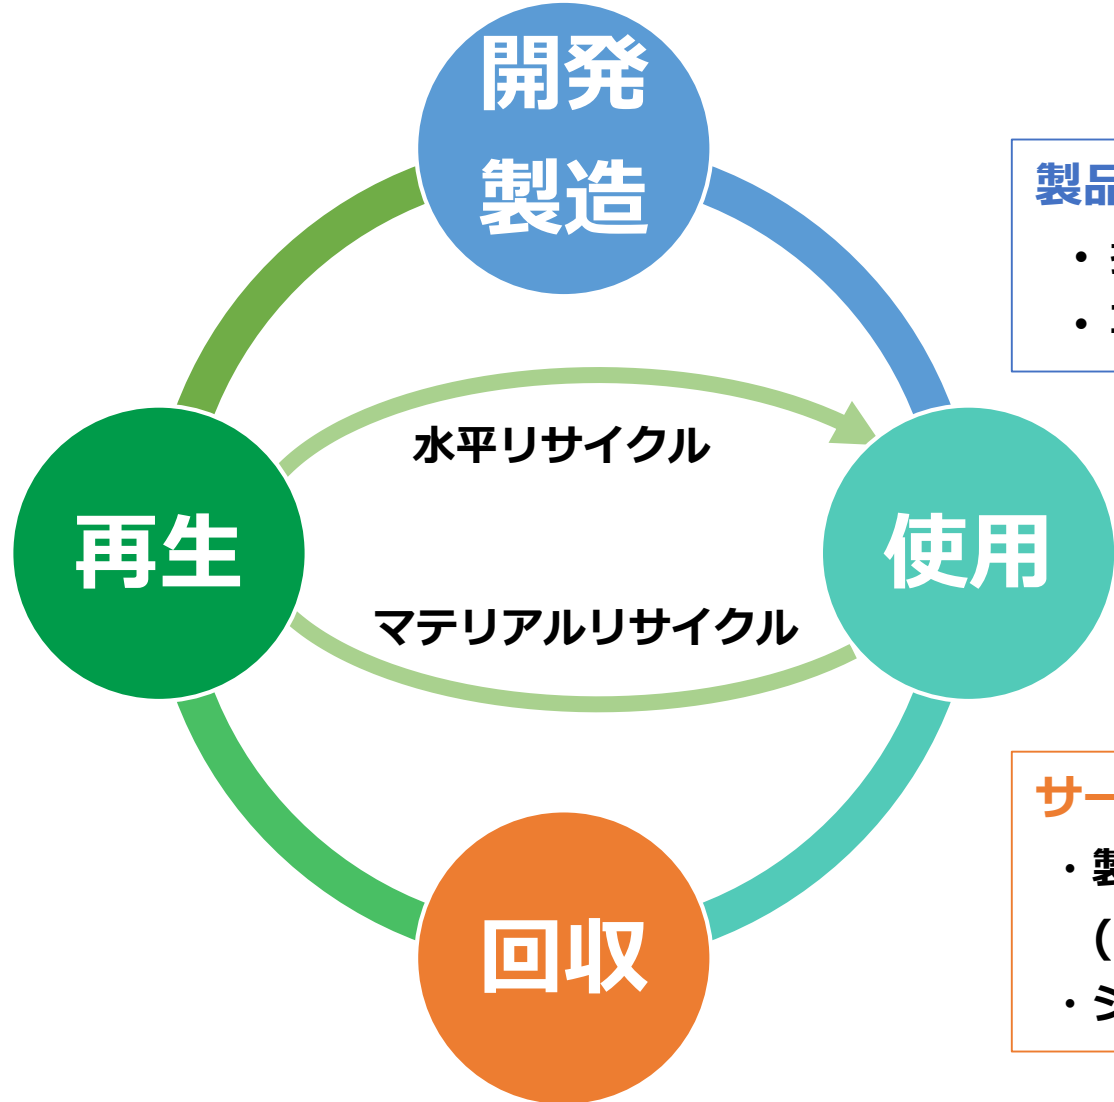 開発
製造
製品
・
・
水平リサイクル
再生
使用
マテリアルリサイクル
サー
・製
（
回収
・シ